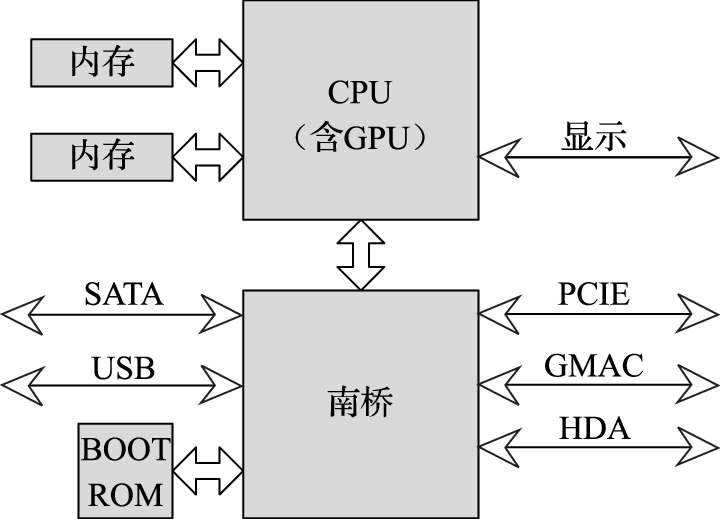 内存
CPU
（含GPU）
内存
显示
SATA
PCIE
USB
GMAC
南桥
HDA
BOOT
ROM